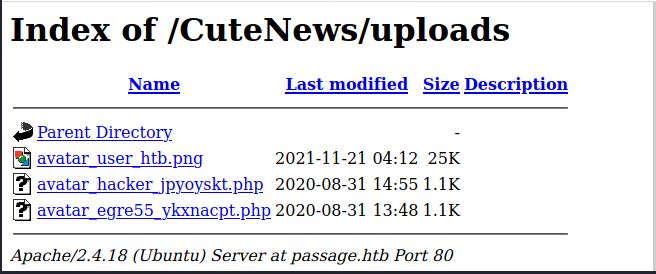 Index of /CuteNews/uploads
Name Last modified Size Description
Parent Directory -
avatar_user_htb.png 2021-11-21 04:12 25K
avatar_hacker_jpyoyskt.php 2020-08-31 14:55 1.1K
avatar_egre55_ykxnacpt.php 2020-08-31 13:48 1.1K
Apache/2.4.18 (Ubuntu) Server at passage.htb Port 80